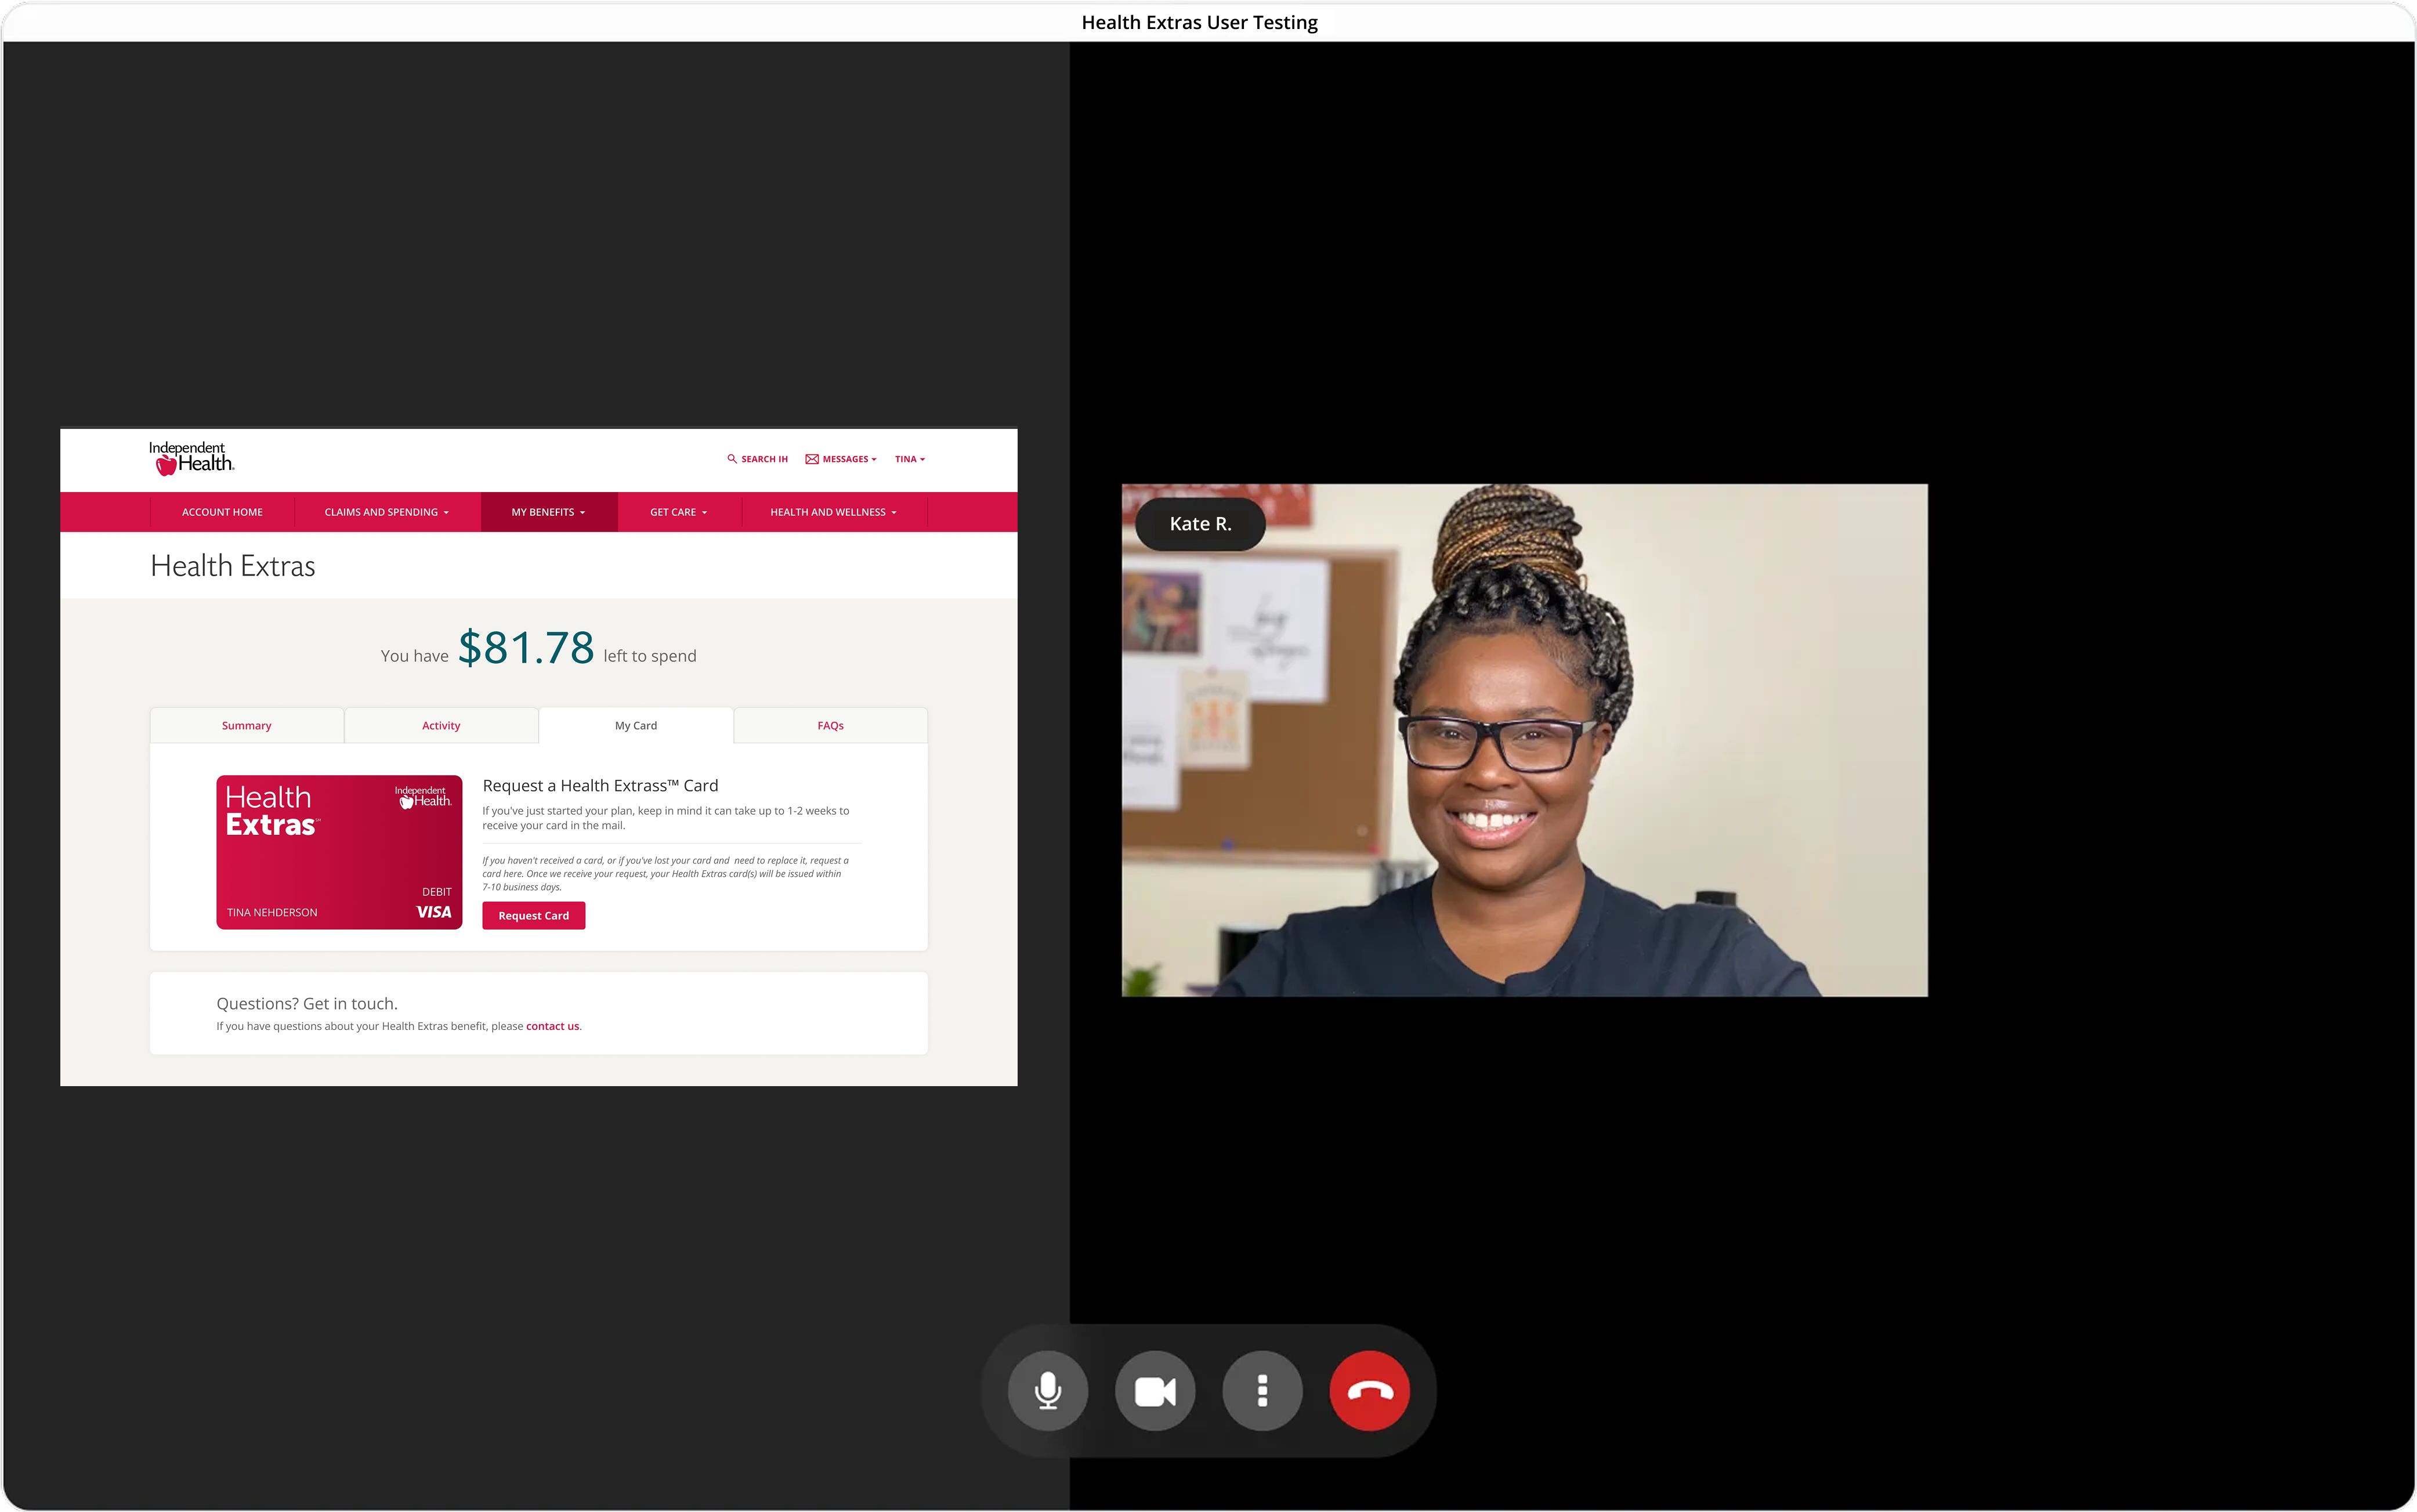 Health Extras User Testing
Independent
Health®
SEARCH IH
MESSAGES
TINA
ACCOUNT HOME
CLAIMS AND SPENDING
MY BENEFITS
GET CARE
HEALTH AND WELLNESS
Health Extras
You have $81.78 left to spend
Summary
Activity
My Card
FAQs
Health
Extras℠
Independent
Health®
DEBIT
TINA NEHDERSON
VISA
Request a Health Extrass™ Card
If you've just started your plan, keep in mind it can take up to 1-2 weeks to
receive your card in the mail.
If you haven't received a card, or if you've lost your card and  need to replace it, request a
card here. Once we receive your request, your Health Extras card(s) will be issued within
7-10 business days.
Request Card
Questions? Get in touch.
If you have questions about your Health Extras benefit, please contact us.
Kate R.